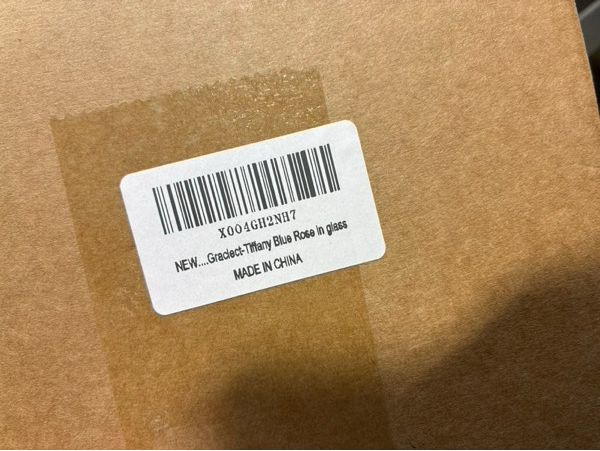 X004GH2NH7
NEW....Graciect-Tiffany Blue Rose in glass
MADE IN CHINA